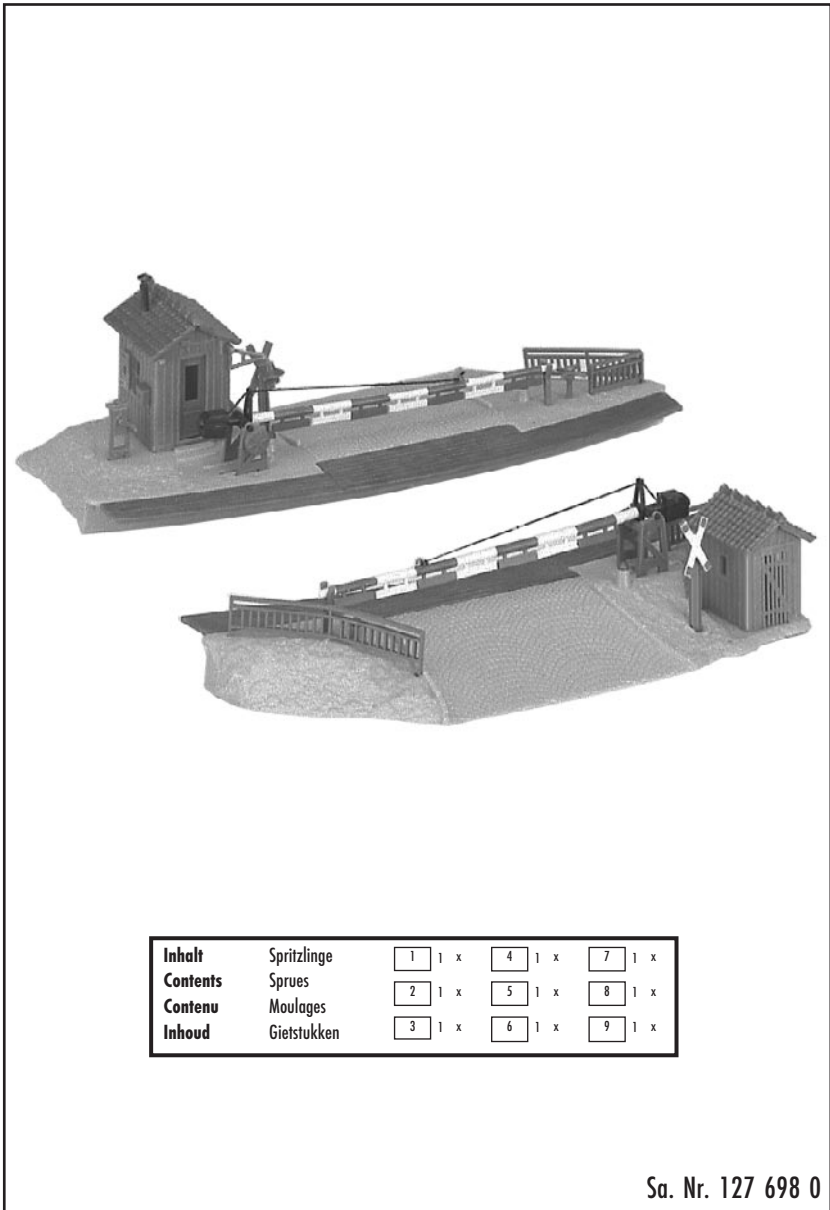 Inhalt Spritzlinge 1 1 x 4 1 x 7 1 x
Contents Sprues 2 1 x 5 1 x 8 1 x
Contenu Moulages
Inhoud Gietstukken 3 1 x 6 1 x 9 1 x
Sa. Nr. 127 698 0